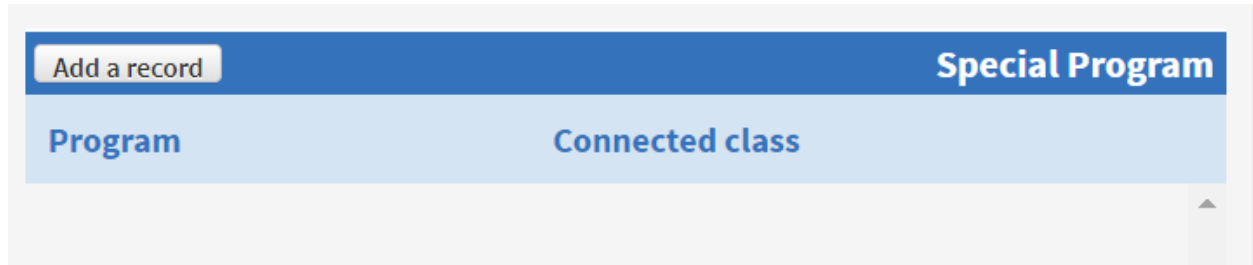 Add a record
Special Program
Program
Connected class